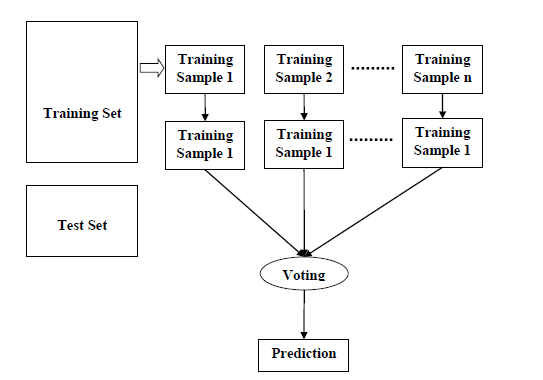 Training
Sample 1
Training
Sample 2
.........
Training
Sample n
Training Set
Training
Sample 1
Training
Sample 1
.........
Training
Sample 1
Test Set
Voting
Prediction